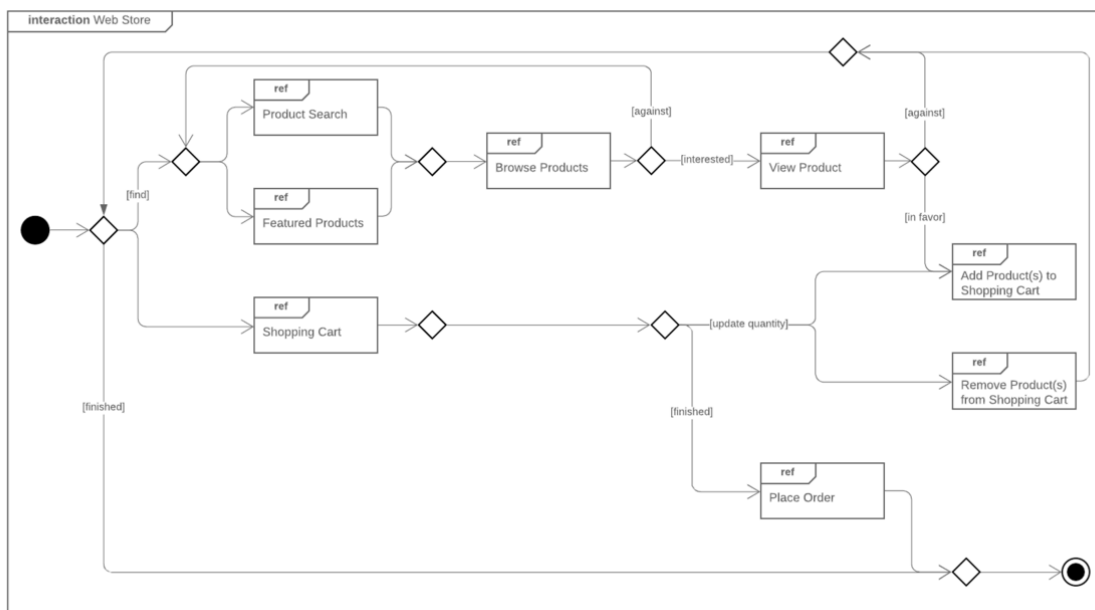 interaction Web Store
ref
Product Search
[against]
[against]
ref
Browse Products
[interested]
ref
View Product
[find]
ref
Featured Products
[in favor]
ref
Add Product(s) to
Shopping Cart
ref
Shopping Cart
[update quantity]
ref
Remove Product(s)
from Shopping Cart
[finished]
[finished]
ref
Place Order